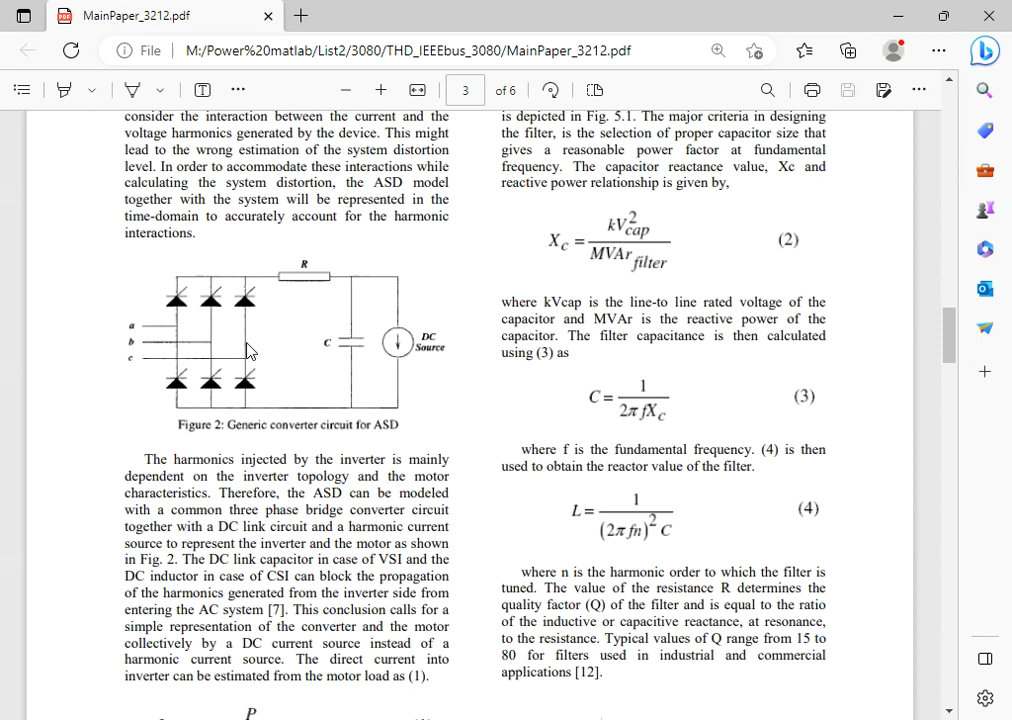 MainPaper_3212.pdf
File
M:/Power%20matlab/List2/3080/THD_IEEEbus_3080/MainPaper_3212.pdf
3
of 6
consider the interaction between the current and the
voltage harmonics generated by the device. This might
lead to the wrong estimation of the system distortion
level. In order to accommodate these interactions while
calculating the system distortion, the ASD model
together with the system will be represented in the
time-domain to accurately account for the harmonic
interactions.
R
a
b
c
C
DC
Source
Figure 2: Generic converter circuit for ASD
The harmonics injected by the inverter is mainly
dependent on the inverter topology and the motor
characteristics. Therefore, the ASD can be modeled
with a common three phase bridge converter circuit
together with a DC link circuit and a harmonic current
source to represent the inverter and the motor as shown
in Fig. 2. The DC link capacitor in case of VSI and the
DC inductor in case of CSI can block the propagation
of the harmonics generated from the inverter side from
entering the AC system [7]. This conclusion calls for a
simple representation of the converter and the motor
collectively by a DC current source instead of a
harmonic current source. The direct current into
inverter can be estimated from the motor load as (1).
P
is depicted in Fig. 5.1. The major criteria in designing
the filter, is the selection of proper capacitor size that
gives a reasonable power factor at fundamental
frequency. The capacitor reactance value, Xc and
reactive power relationship is given by,
X_c = kV²_cap / MVAr_filter (2)
where kVcap is the line-to line rated voltage of the
capacitor and MVAr is the reactive power of the
capacitor. The filter capacitance is then calculated
using (3) as
C = 1 / 2π fX_c (3)
where f is the fundamental frequency. (4) is then
used to obtain the reactor value of the filter.
L = 1 / (2π fn)² C (4)
where n is the harmonic order to which the filter is
tuned. The value of the resistance R determines the
quality factor (Q) of the filter and is equal to the ratio
of the inductive or capacitive reactance, at resonance,
to the resistance. Typical values of Q range from 15 to
80 for filters used in industrial and commercial
applications [12].